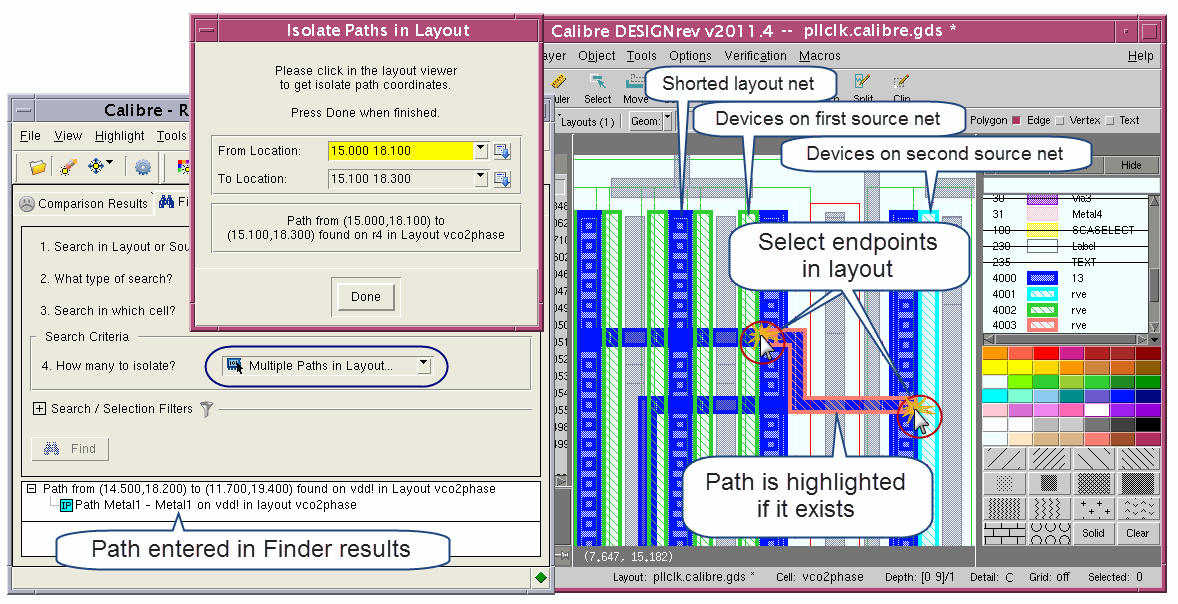 Isolate Paths in Layout
Please click in the layout viewer
to get isolate path coordinates.
Press Done when finished.
From Location:
15.000 18.100
To Location:
15.100 18.300
Path from (15.000,18.100) to
(15.100,18.300) found on r4 in Layout vco2phase
Done
Calibre - R
File View Highlight Tools
Comparison Results
Fi
1. Search in Layout or Sou
2. What type of search?
3. Search in which cell?
Search Criteria
4. How many to isolate?
Multiple Paths in Layout...
Search / Selection Filters
Find
Path from (14.500,18.200) to (11.700,19.400) found on vdd! in Layout vco2phase
IP Path Metal1 - Metal1 on vdd! in layout vco2phase
Path entered in Finder results
Calibre DESIGNrev v2011.4 -- pllclk.calibre.gds *
ayer Object Tools Options Verification Macros Help
uler Select Move Split Clip
Layouts (1) Geom:
Polygon Edge Vertex Text
Hide
Shorted layout net
Devices on first source net
Devices on second source net
Select endpoints
in layout
Path is highlighted
if it exists
30 Via3
31 Metal4
100 SCASELECT
230 Label
235 TEXT
4000 13
4001 rve
4002 rve
4003 rve
Solid Clear
(7.647, 15.182)
Layout: pllclk.calibre.gds * Cell: vco2phase Depth: [0 9]/1 Detail: C Grid: off Selected: 0